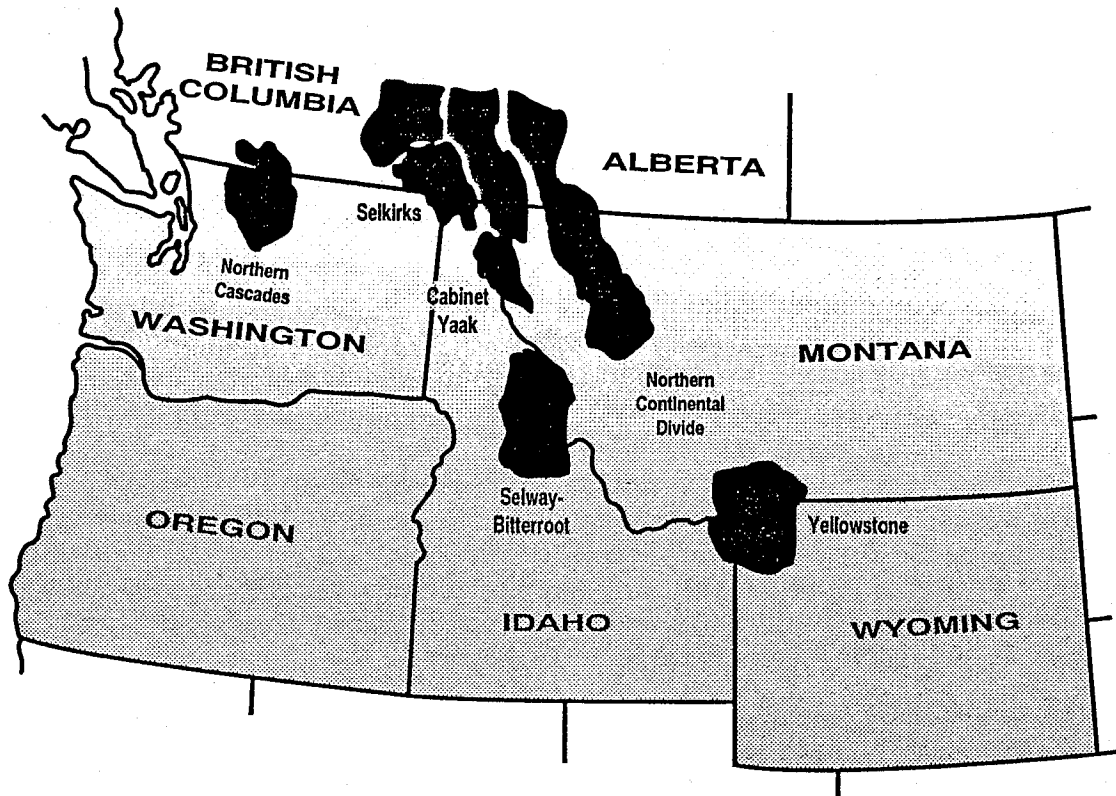 BRITISH
COLUMBIA
ALBERTA
Selkirks
Northern
Cascades
Cabinet
Yaak
WASHINGTON
MONTANA
Northern
Continental
Divide
Selway-
Bitterroot
OREGON
Yellowstone
IDAHO
WYOMING